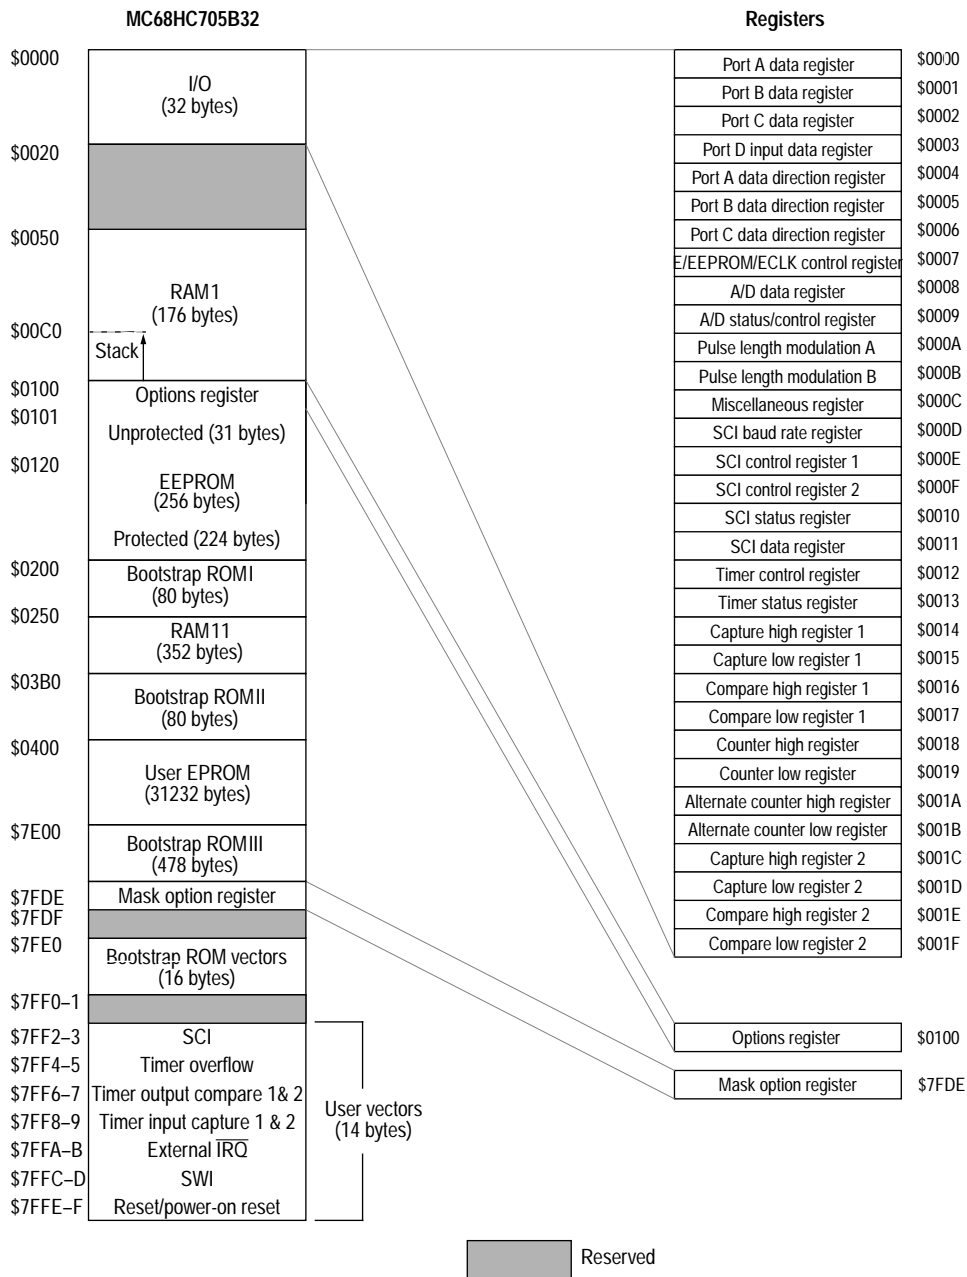 MC68HC705B32
$0000
I/O
(32 bytes)
$0020
$0050
RAM1
(176 bytes)
$00C0
Stack
$0100
Options register
$0101
Unprotected (31 bytes)
$0120
EEPROM
(256 bytes)
Protected (224 bytes)
$0200
Bootstrap ROMI
(80 bytes)
$0250
RAM11
(352 bytes)
$03B0
Bootstrap ROMII
(80 bytes)
$0400
User EPROM
(31232 bytes)
$7E00
Bootstrap ROMIII
(478 bytes)
$7FDE
Mask option register
$7FDF
$7FE0
Bootstrap ROM vectors
(16 bytes)
$7FF0–1
$7FF2–3 SCI
$7FF4–5 Timer overflow
$7FF6–7 Timer output compare 1& 2
$7FF8–9 Timer input capture 1 & 2
$7FFA–B External IRQ
$7FFC–D SWI
$7FFE–F Reset/power-on reset
User vectors
(14 bytes)
Registers
Port A data register $0000
Port B data register $0001
Port C data register $0002
Port D input data register $0003
Port A data direction register $0004
Port B data direction register $0005
Port C data direction register $0006
E/EEPROM/ECLK control register $0007
A/D data register $0008
A/D status/control register $0009
Pulse length modulation A $000A
Pulse length modulation B $000B
Miscellaneous register $000C
SCI baud rate register $000D
SCI control register 1 $000E
SCI control register 2 $000F
SCI status register $0010
SCI data register $0011
Timer control register $0012
Timer status register $0013
Capture high register 1 $0014
Capture low register 1 $0015
Compare high register 1 $0016
Compare low register 1 $0017
Counter high register $0018
Counter low register $0019
Alternate counter high register $001A
Alternate counter low register $001B
Capture high register 2 $001C
Capture low register 2 $001D
Compare high register 2 $001E
Compare low register 2 $001F
Options register $0100
Mask option register $7FDE
Reserved